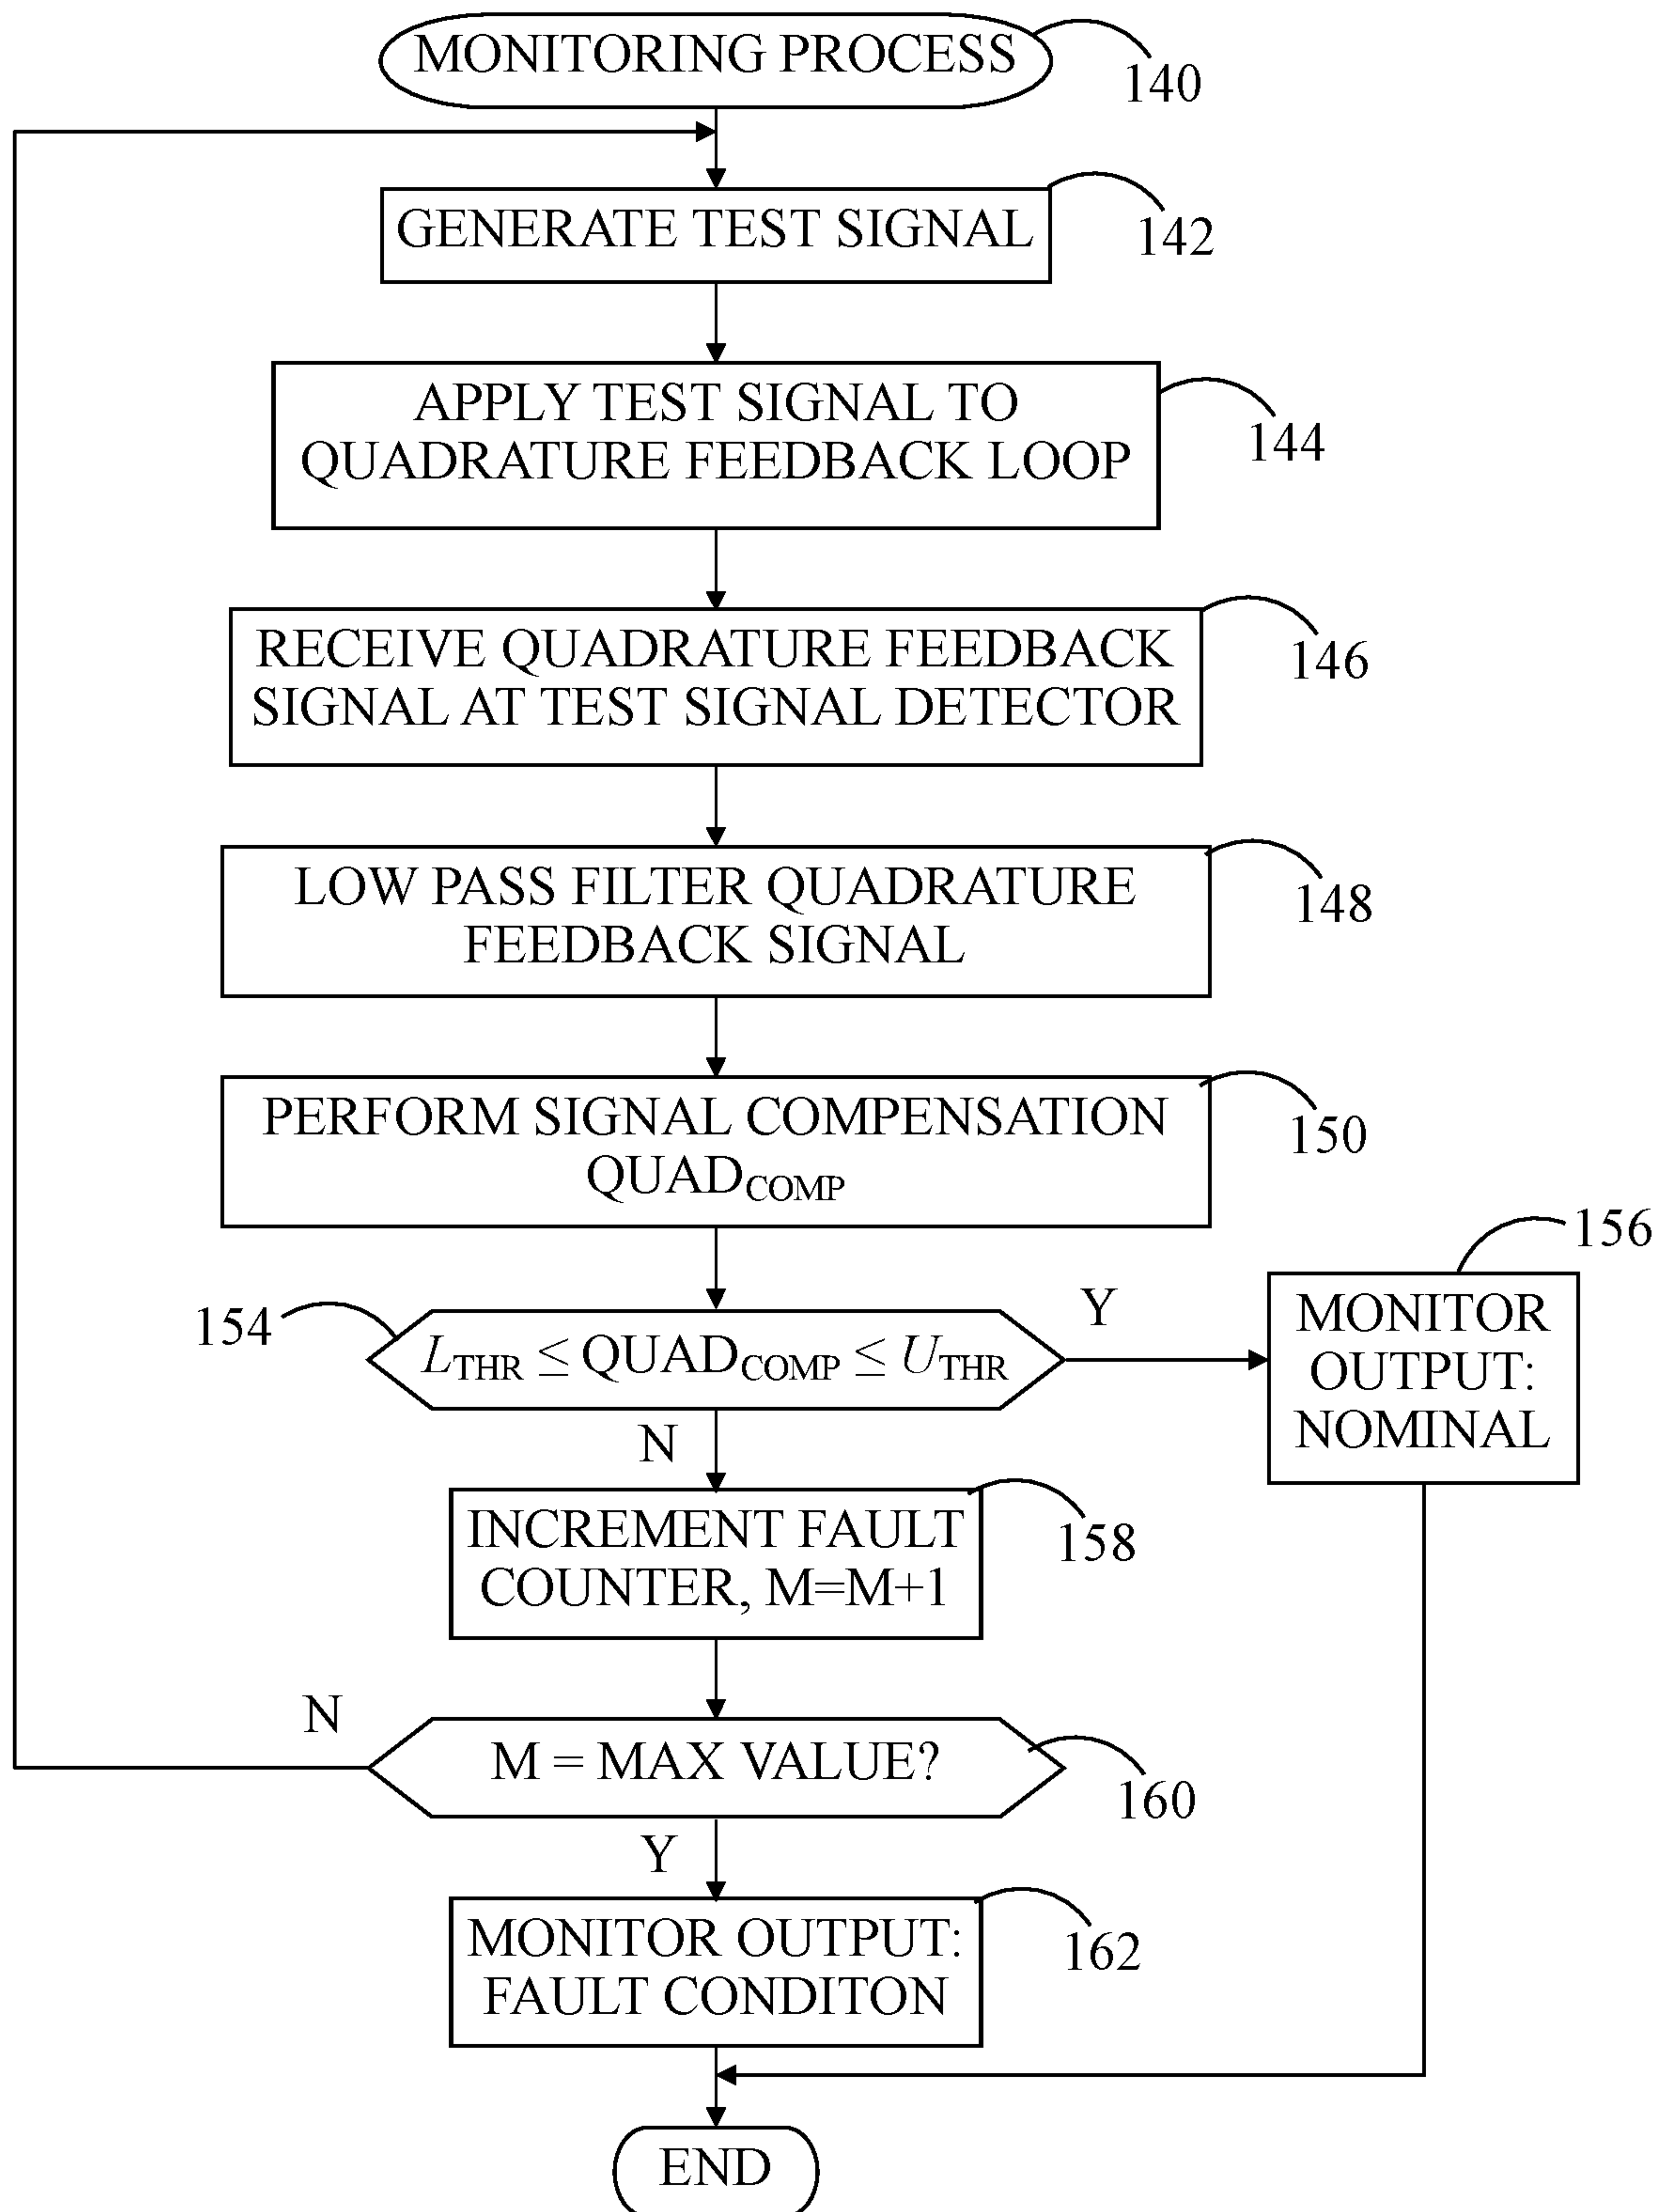 MONITORING PROCESS
140
GENERATE TEST SIGNAL
142
APPLY TEST SIGNAL TO
QUADRATURE FEEDBACK LOOP
144
RECEIVE QUADRATURE FEEDBACK
SIGNAL AT TEST SIGNAL DETECTOR
146
LOW PASS FILTER QUADRATURE
FEEDBACK SIGNAL
148
PERFORM SIGNAL COMPENSATION
QUADCOMP
150
154
LTHR ≤ QUADCOMP ≤ UTHR
Y
156
MONITOR
OUTPUT:
NOMINAL
N
INCREMENT FAULT
COUNTER, M=M+1
158
N
M = MAX VALUE?
160
Y
MONITOR OUTPUT:
FAULT CONDITON
162
END